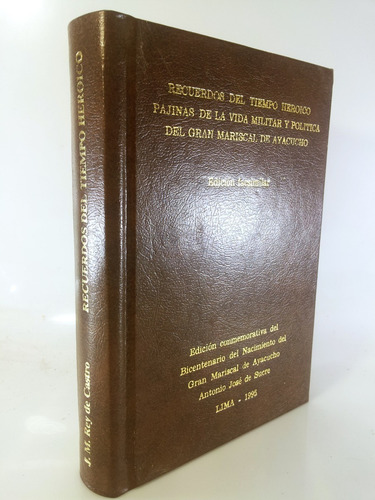 RECUERDOS DEL TIEMPO HEROICO
PAJINAS DE LA VIDA MILITAR Y POLITICA
DEL GRAN MARISCAL DE AYACUCHO
Edición facsimilar
Edición conmemorativa del
Bicentenario del Nacimiento del
Gran Mariscal de Ayacucho
Antonio José de Sucre
LIMA - 1995
J. M. Rey de Castro RECUERDOS DEL TIEMPO HEROICO